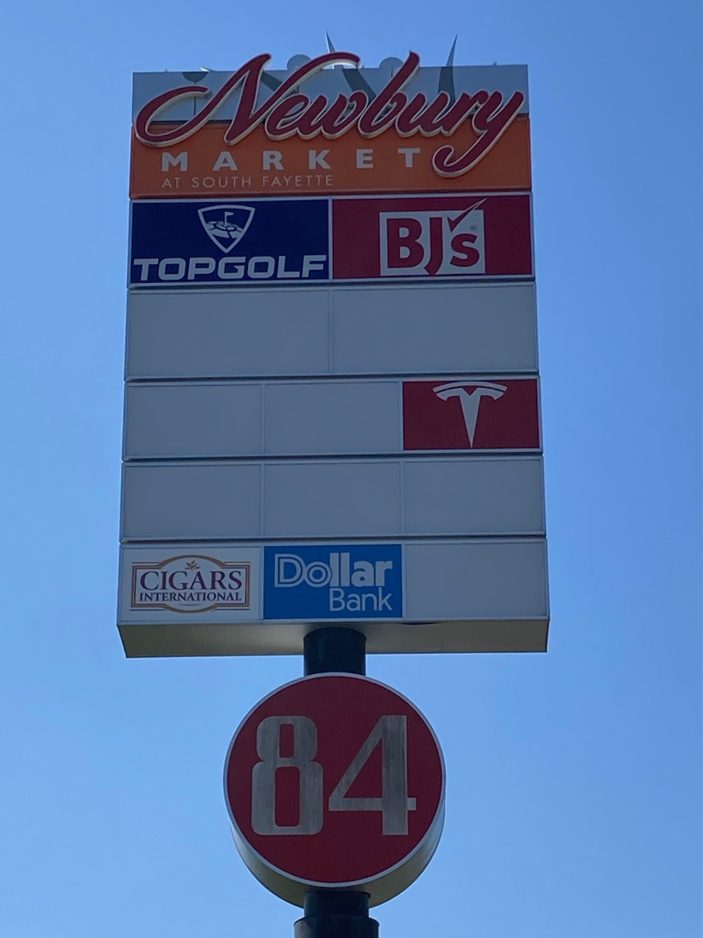 Newbury
MARKET
AT SOUTH FAYETTE
TOPGOLF
BJ's
T
CIGARS
INTERNATIONAL
Dollar
Bank
84